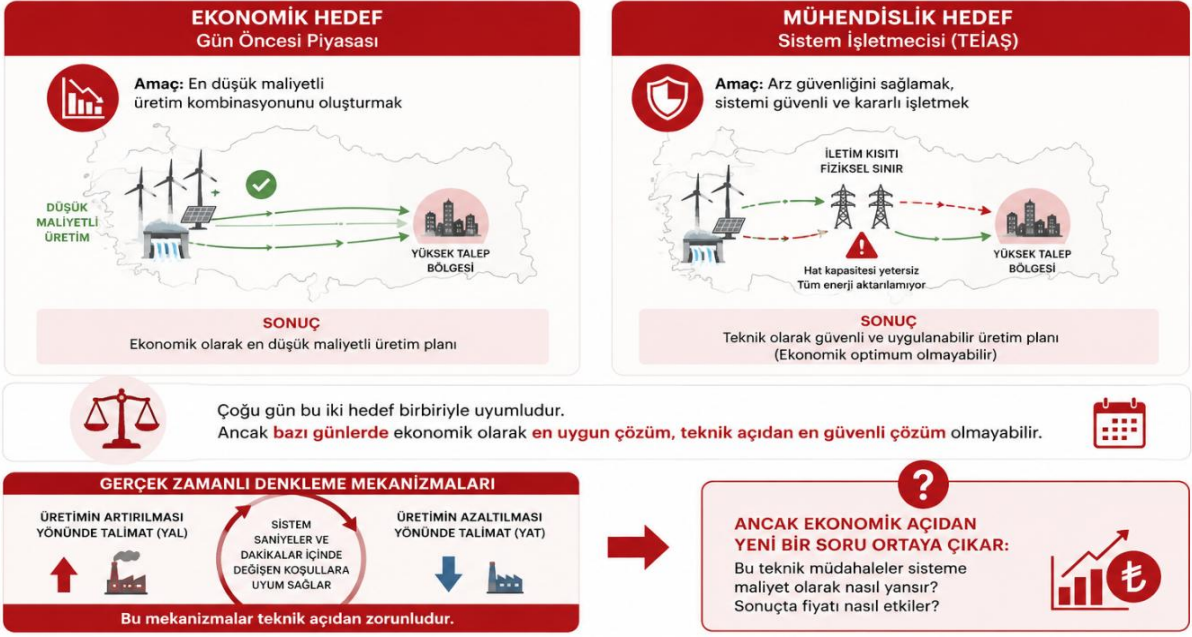 EKONOMİK HEDEF
Gün Öncesi Piyasası
Amaç: En düşük maliyetli
üretim kombinasyonunu oluşturmak
DÜŞÜK
MALİYETLİ
ÜRETİM
YÜKSEK TALEP
BÖLGESİ
SONUÇ
Ekonomik olarak en düşük maliyetli üretim planı
MÜHENDİSLİK HEDEF
Sistem İşletmecisi (TEİAŞ)
Amaç: Arz güvenliğini sağlamak,
sistemi güvenli ve kararlı işletmek
İLETİM KISITI
FİZİKSEL SINIR
Hat kapasitesi yetersiz
Tüm enerji aktarılamıyor
YÜKSEK TALEP
BÖLGESİ
SONUÇ
Teknik olarak güvenli ve uygulanabilir üretim planı
(Ekonomik optimum olmayabilir)
Çoğu gün bu iki hedef birbiriyle uyumludur.
Ancak bazı günlerde ekonomik olarak en uygun çözüm, teknik açıdan en güvenli çözüm olmayabilir.
GERÇEK ZAMANLI DENKLEME MEKANİZMALARI
ÜRETİMİN ARTIRILMASI
YÖNÜNDE TALİMAT (YAL)
SİSTEM
SANİYELER VE
DAKİKALAR İÇİNDE
DEĞİŞEN KOŞULLARA
UYUM SAĞLAR
ÜRETİMİN AZALTILMASI
YÖNÜNDE TALİMAT (YAT)
Bu mekanizmalar teknik açıdan zorunludur.
?
ANCAK EKONOMİK AÇIDAN
YENİ BİR SORU ORTAYA ÇIKAR:
Bu teknik müdahaleler sisteme
maliyet olarak nasıl yansır?
Sonuçta fiyatı nasıl etkiler?
₺